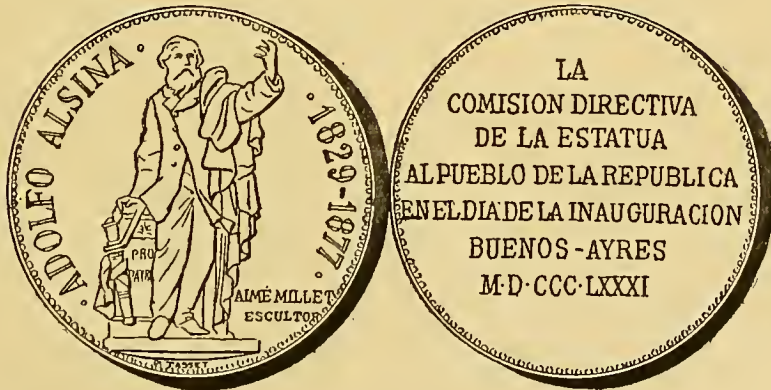 · ADOLFO ALSINA · 1829-1877 ·
PRO
PATR
AIMÉ MILLET
ESCULTOR
LA
COMISION DIRECTIVA
DE LA ESTATUA
AL PUEBLO DE LA REPUBLICA
EN EL DIA DE LA INAUGURACION
BUENOS-AYRES
M·D·CCC·LXXXI